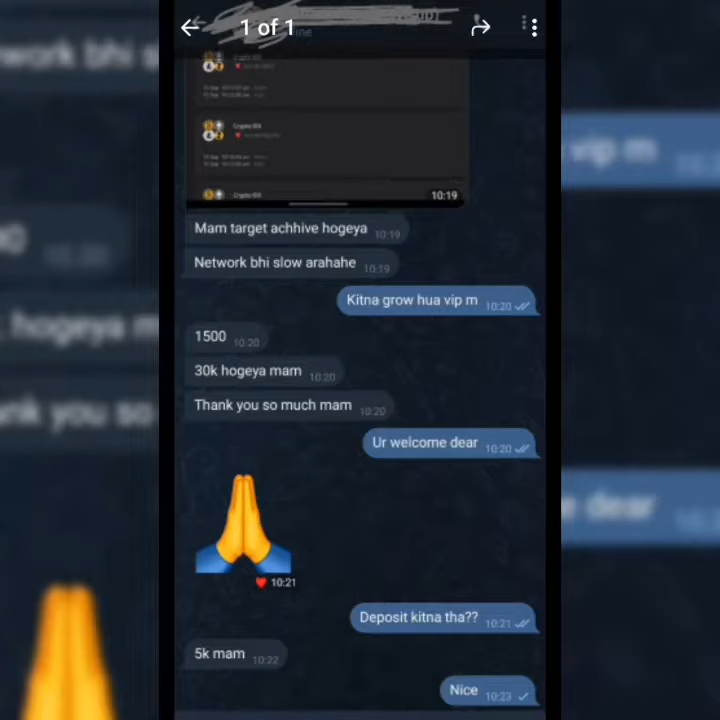 1 of 1
10:19
Mam target achhive hogeya 10:19
Network bhi slow arahahe 10:19
Kitna grow hua vip m 10:20
1500 10:20
30k hogeya mam 10:20
Thank you so much mam 10:20
Ur welcome dear 10:20
10:21
Deposit kitna tha?? 10:21
5k mam 10:22
Nice 10:23